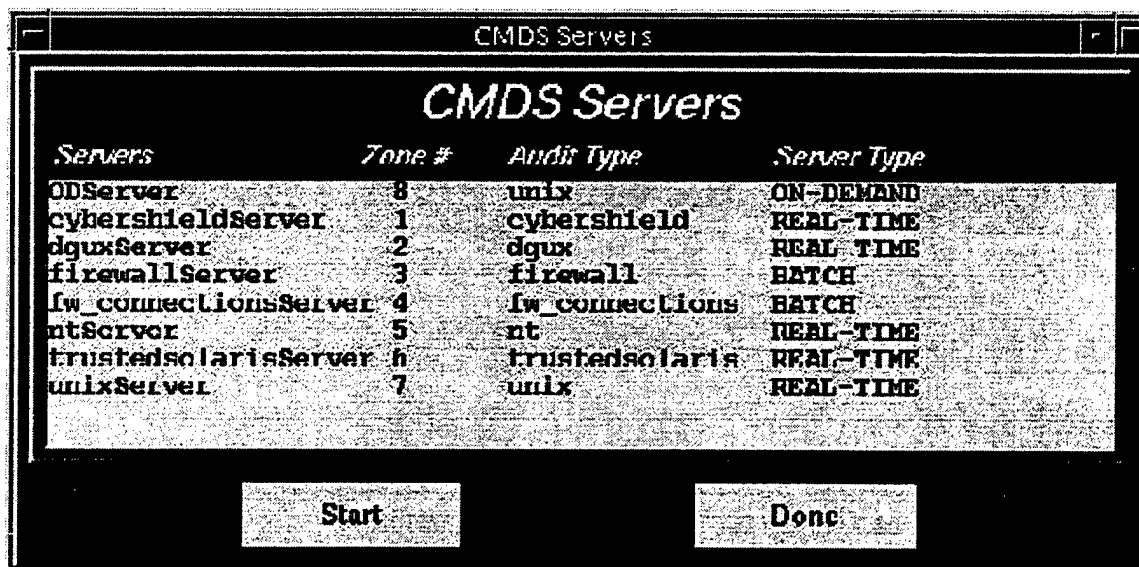 CMDS Servers
CMDS Servers
Servers Zone # Audit Type Server Type
ODServer 8 unix ON-DEMAND
cybershieldServer 1 cybershield REAL-TIME
dguxServer 2 dgux REAL TIME
firewallServer 3 firewall BATCH
fw_connectionsServer 4 fw_connections BATCH
ntServer 5 nt REAL-TIME
trustedsolarisServer 6 trustedsolaris REAL-TIME
unixServer 7 unix REAL-TIME
Start Done